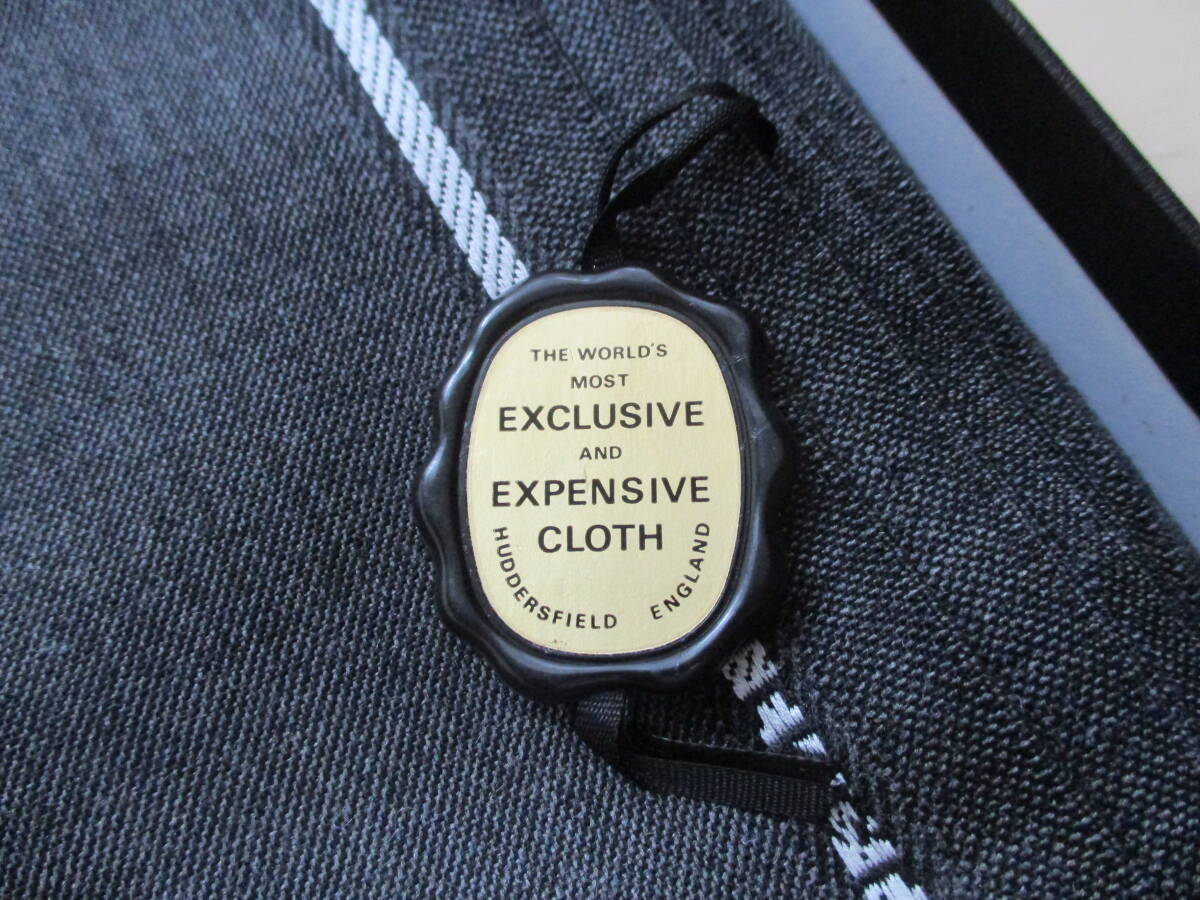 THE WORLD'S
MOST
EXCLUSIVE
AND
EXPENSIVE
CLOTH
HUDDERSFIELD ENGLAND